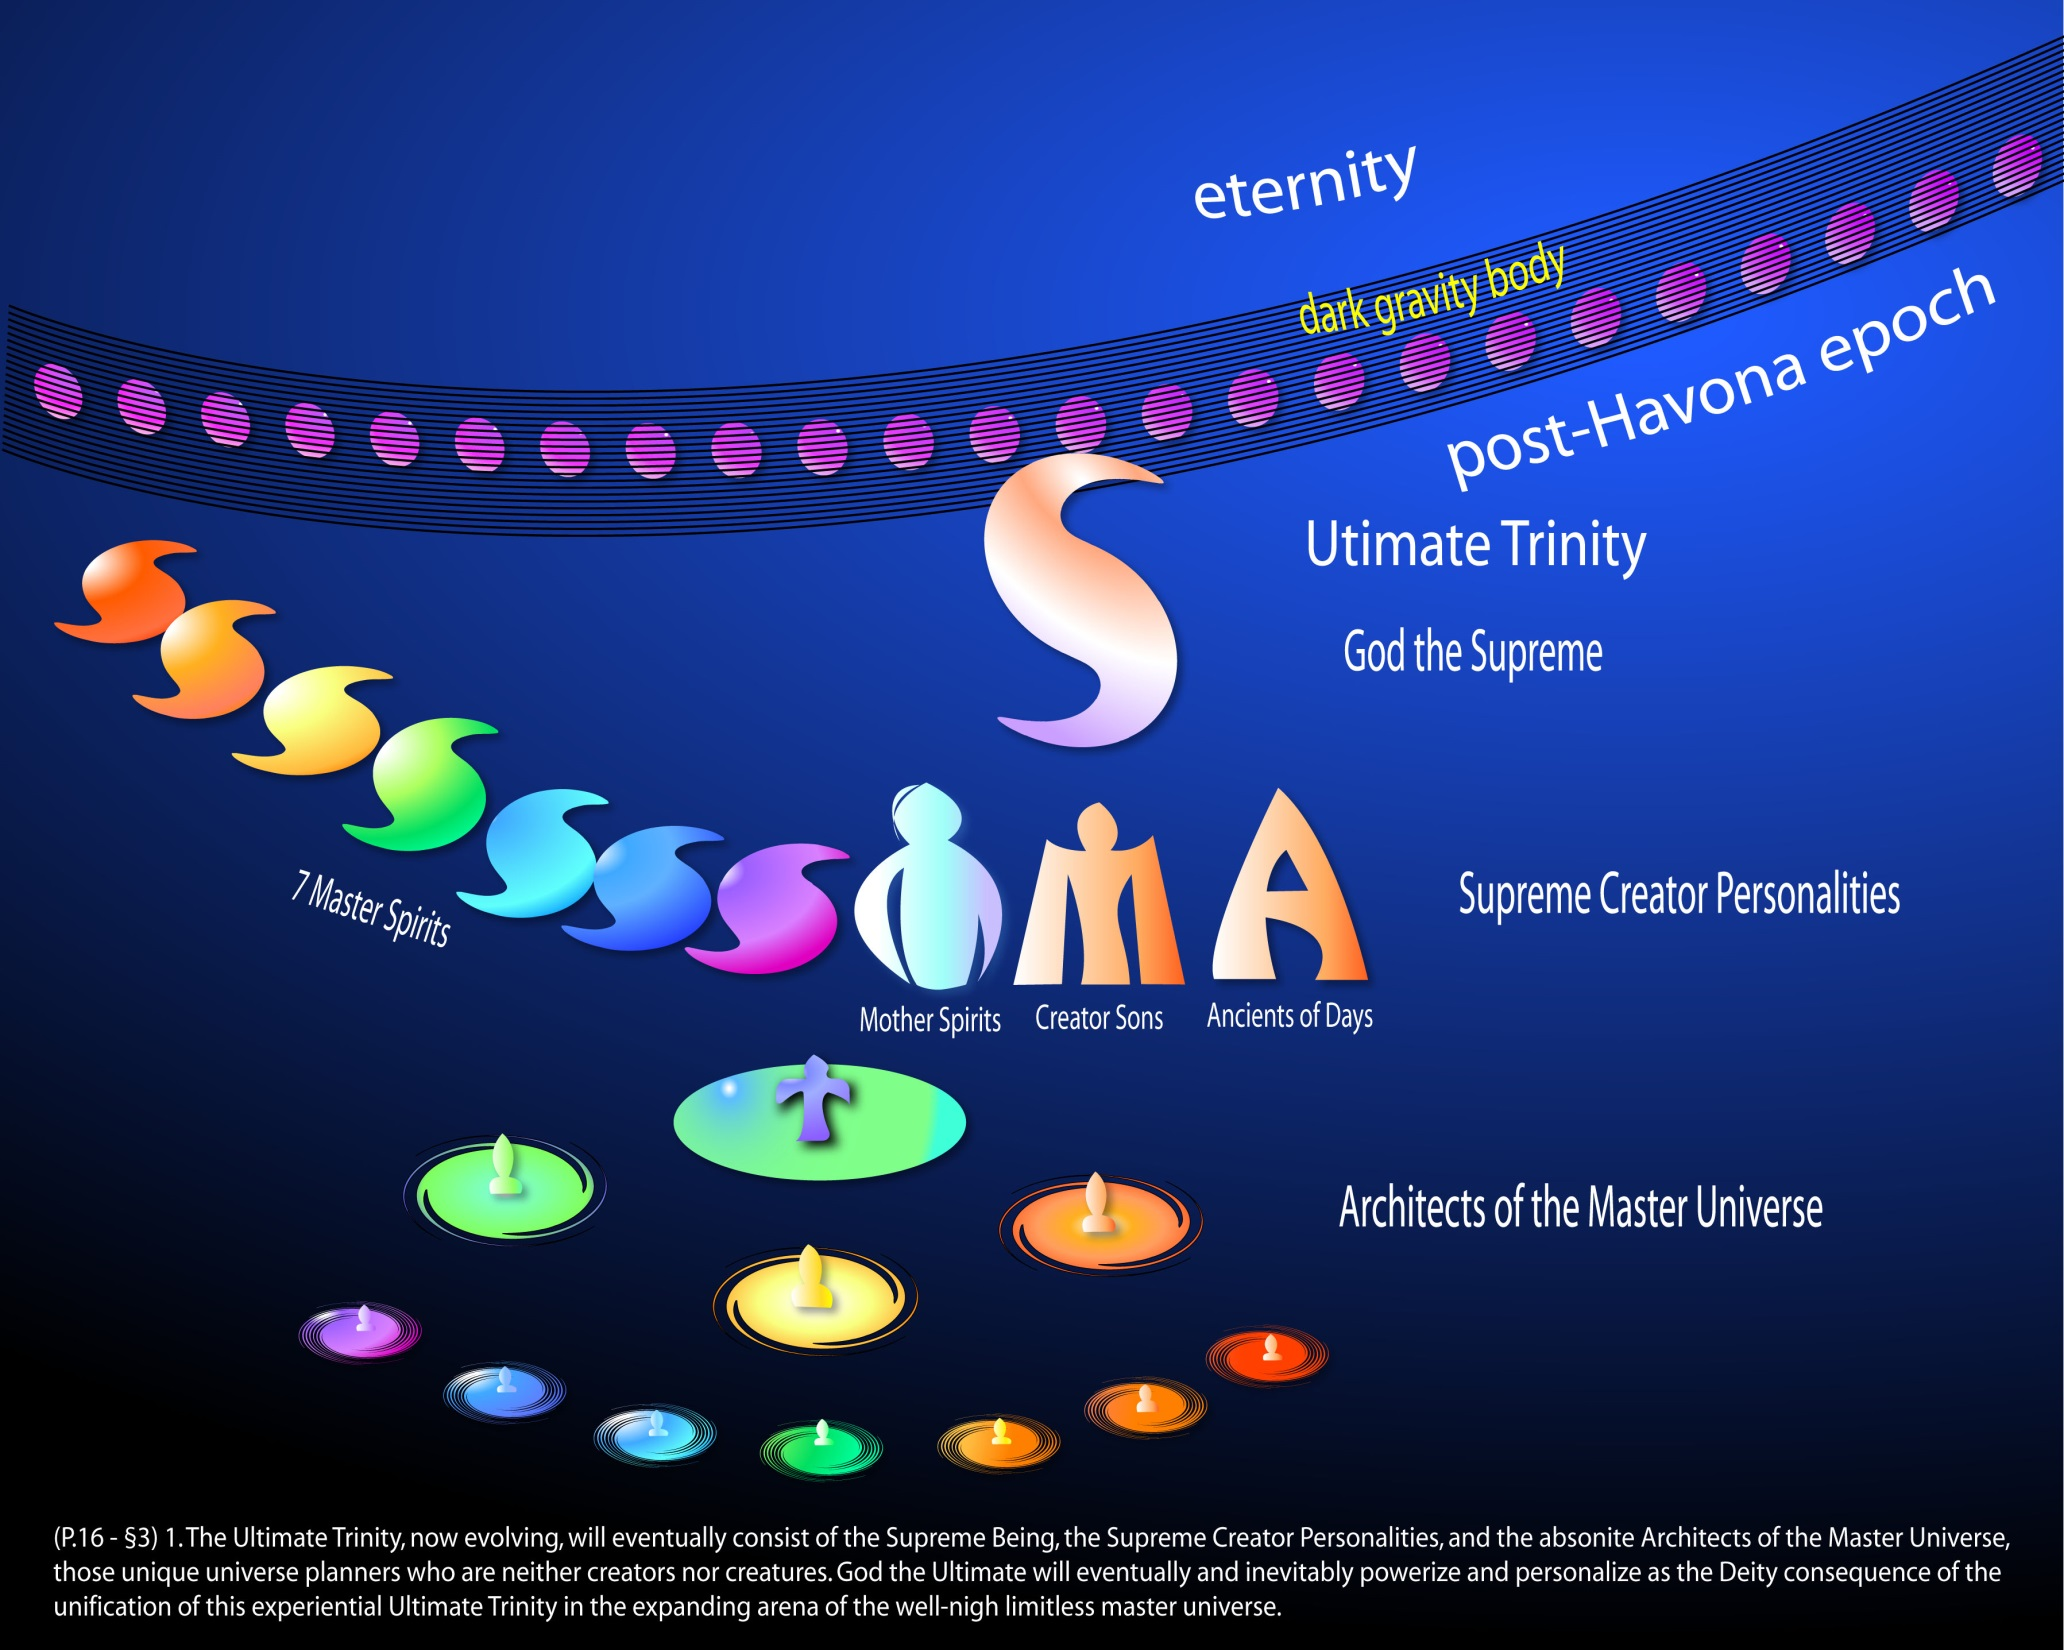 eternity
dark gravity body
post-Havona epoch
Utimate Trinity
God the Supreme
7 Master Spirits
Supreme Creator Personalities
Mother Spirits
Creator Sons
Ancients of Days
Architects of the Master Universe
(P.16 - §3) 1. The Ultimate Trinity, now evolving, will eventually consist of the Supreme Being, the Supreme Creator Personalities, and the absonite Architects of the Master Universe,
those unique universe planners who are neither creators nor creatures. God the Ultimate will eventually and inevitably powerize and personalize as the Deity consequence of the
unification of this experiential Ultimate Trinity in the expanding arena of the well-nigh limitless master universe.